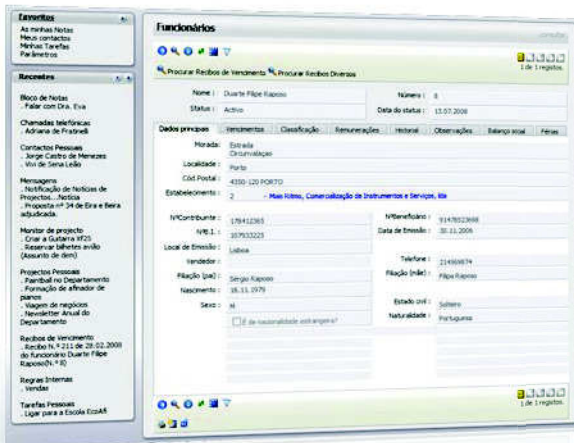 Favoritos
As minhas Notas
Meus contactos
Minhas Tarefas
Parâmetros
Recentes
Bloco de Notas
. Falar com Dra. Eva
Chamadas telefónicas
. Adriana de Fratinell
Contactos Pessoais
. Jorge Castro de Menezes
. Vivi de Sena Leão
Mensagens
. Notificação de Notícias de
Projectos...Notícia
. Proposta nº 34 de Eira e Beira
adjudicada.
Monitor de projecto
. Criar a Guitarra XF25
. Reservar bilhetes avião
(Assunto de dem)
Projectos Pessoais
. Paintball no Departamento
. Formação de afinador de
pianos
. Viagem de negócios
. Newsletter Anual do
Departamento
Recibos de Vencimento
. Recibo N.º 211 de 28.02.2008
do funcionário Duarte Filipe
Raposo(N.º 8)
Regras Internas
. Vendas
Tarefas Pessoais
. Ligar para a Escola EcoAfi
Funcionários
consultar
1 de 1 registos.
Procurar Recibos de Vencimento Procurar Recibos Diversos
Nome : Duarte Filipe Raposo Número : 8
Status : Activo Data do status : 13.07.2008
Dados principais Vencimentos Classificação Remunerações Historial Observações Balanço social Férias
Morada: Estrada
Circunvalaçao
Localidade : Porto
Cód Postal : 4350-120 PORTO
Estabelecimento : 2 - Mais Ritmo, Comercialização de Instrumentos e Serviços, lda
NºContribuinte : 178412365 NºBeneficiário : 91478523698
NºB.I. : 107533223 Data de Emissão : 30.11.2006
Local de Emissão : Lisboa
Vendedor : Telefone : 214969874
Filiação (pai) : Sérgio Raposo Filiação (mãe) : Filipa Raposo
Nascimento : 16.11.1979
Sexo : M Estado civil : Solteiro
É de nacionalidade estrangeira? Naturalidade : Portuguesa
1 de 1 registos.